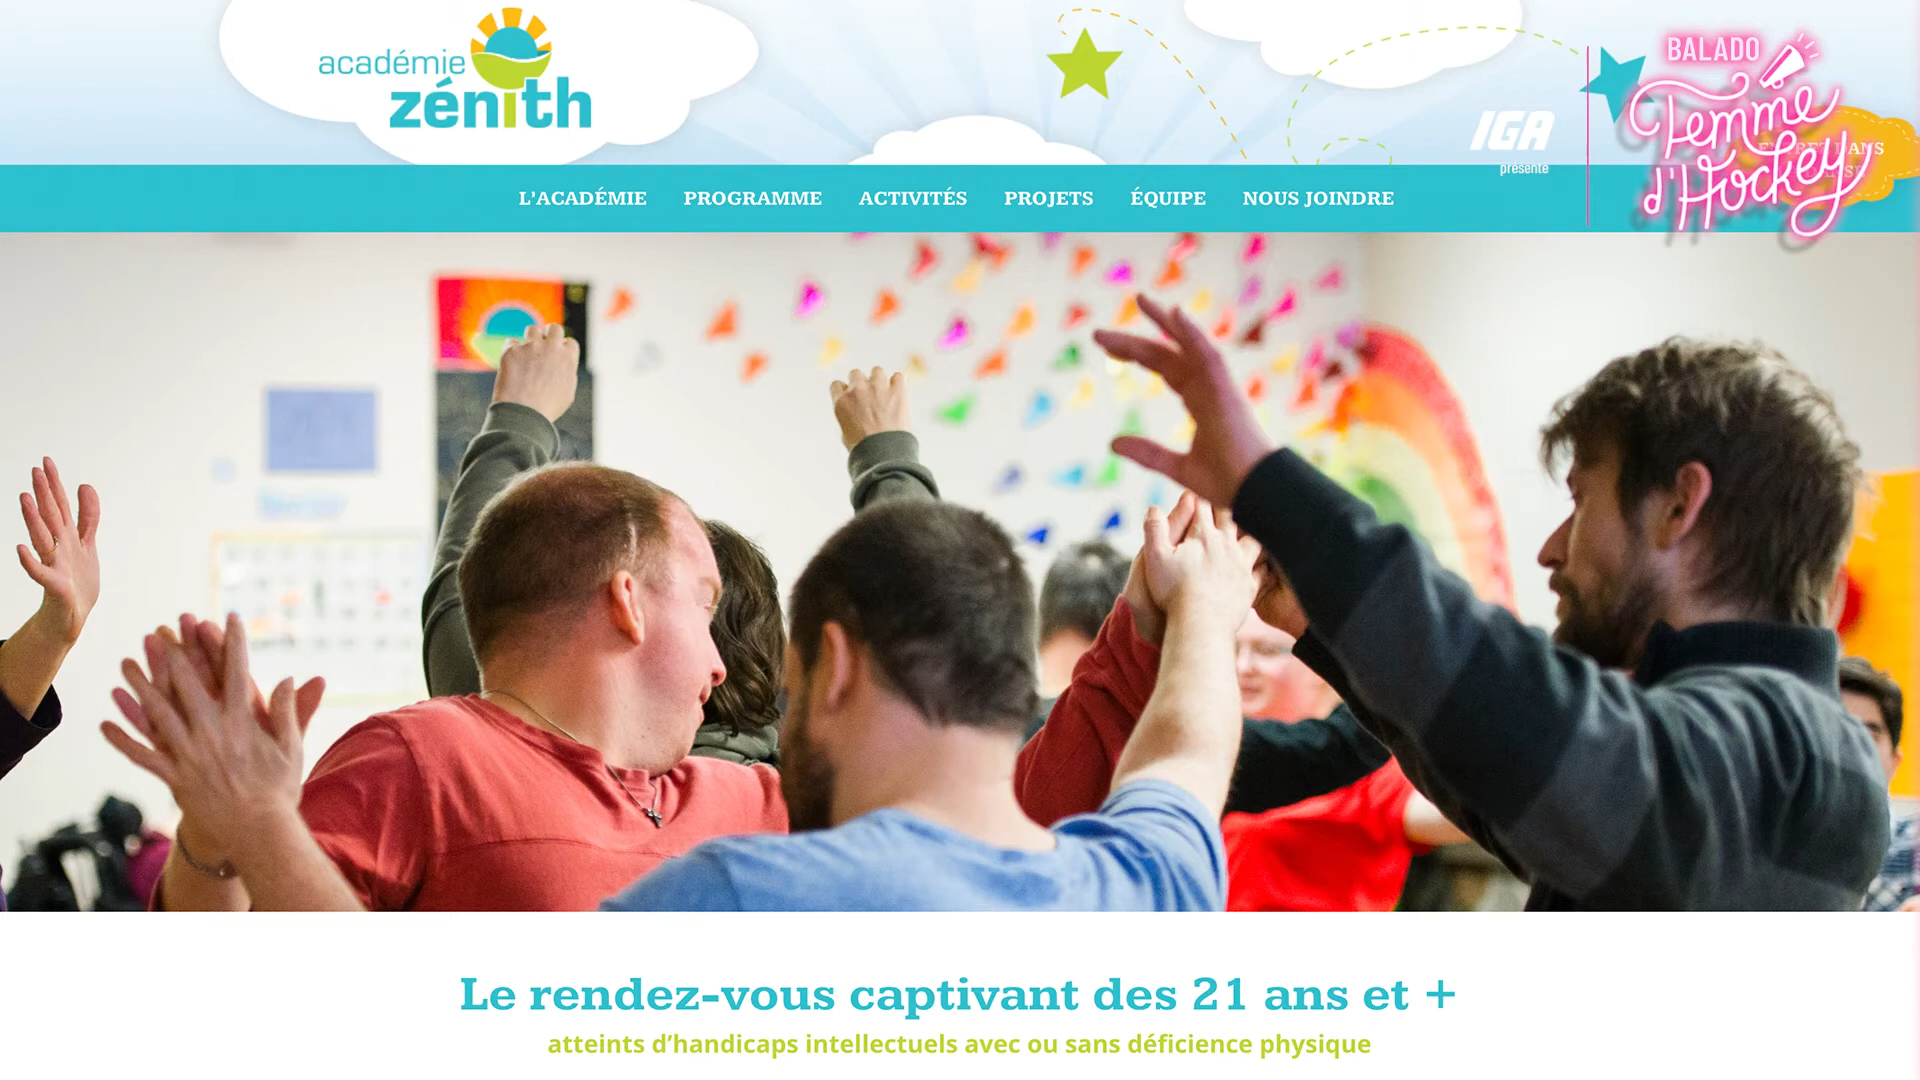 académie
zénith
BALADO
Femme
d'Hockey
IGA
présente
L'ACADÉMIE PROGRAMME ACTIVITÉS PROJETS ÉQUIPE NOUS JOINDRE
Le rendez-vous captivant des 21 ans et +
atteints d'handicaps intellectuels avec ou sans déficience physique